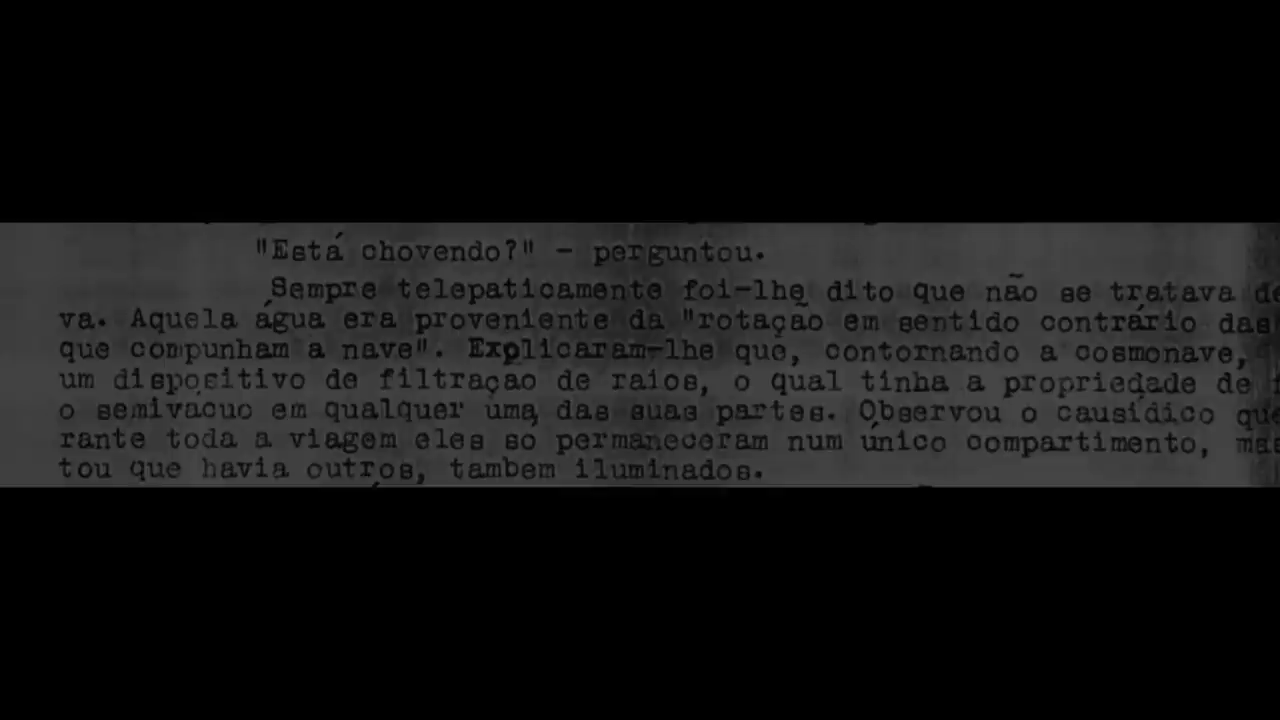 "Está chovendo?" - perguntou.
Sempre telepaticamente foi-lhe dito que não se tratava de
va. Aquela água era proveniente da "rotação em sentido contrário das
que compunham a nave". Explicaram-lhe que, contornando a cosmonave,
um dispositivo de filtraçao de raios, o qual tinha a propriedade de
o semivácuo em qualquer uma das suas partes. Observou o causídico que
rante toda a viagem eles so permaneceram num único compartimento, mas
tou que havia outros, tambem iluminados.